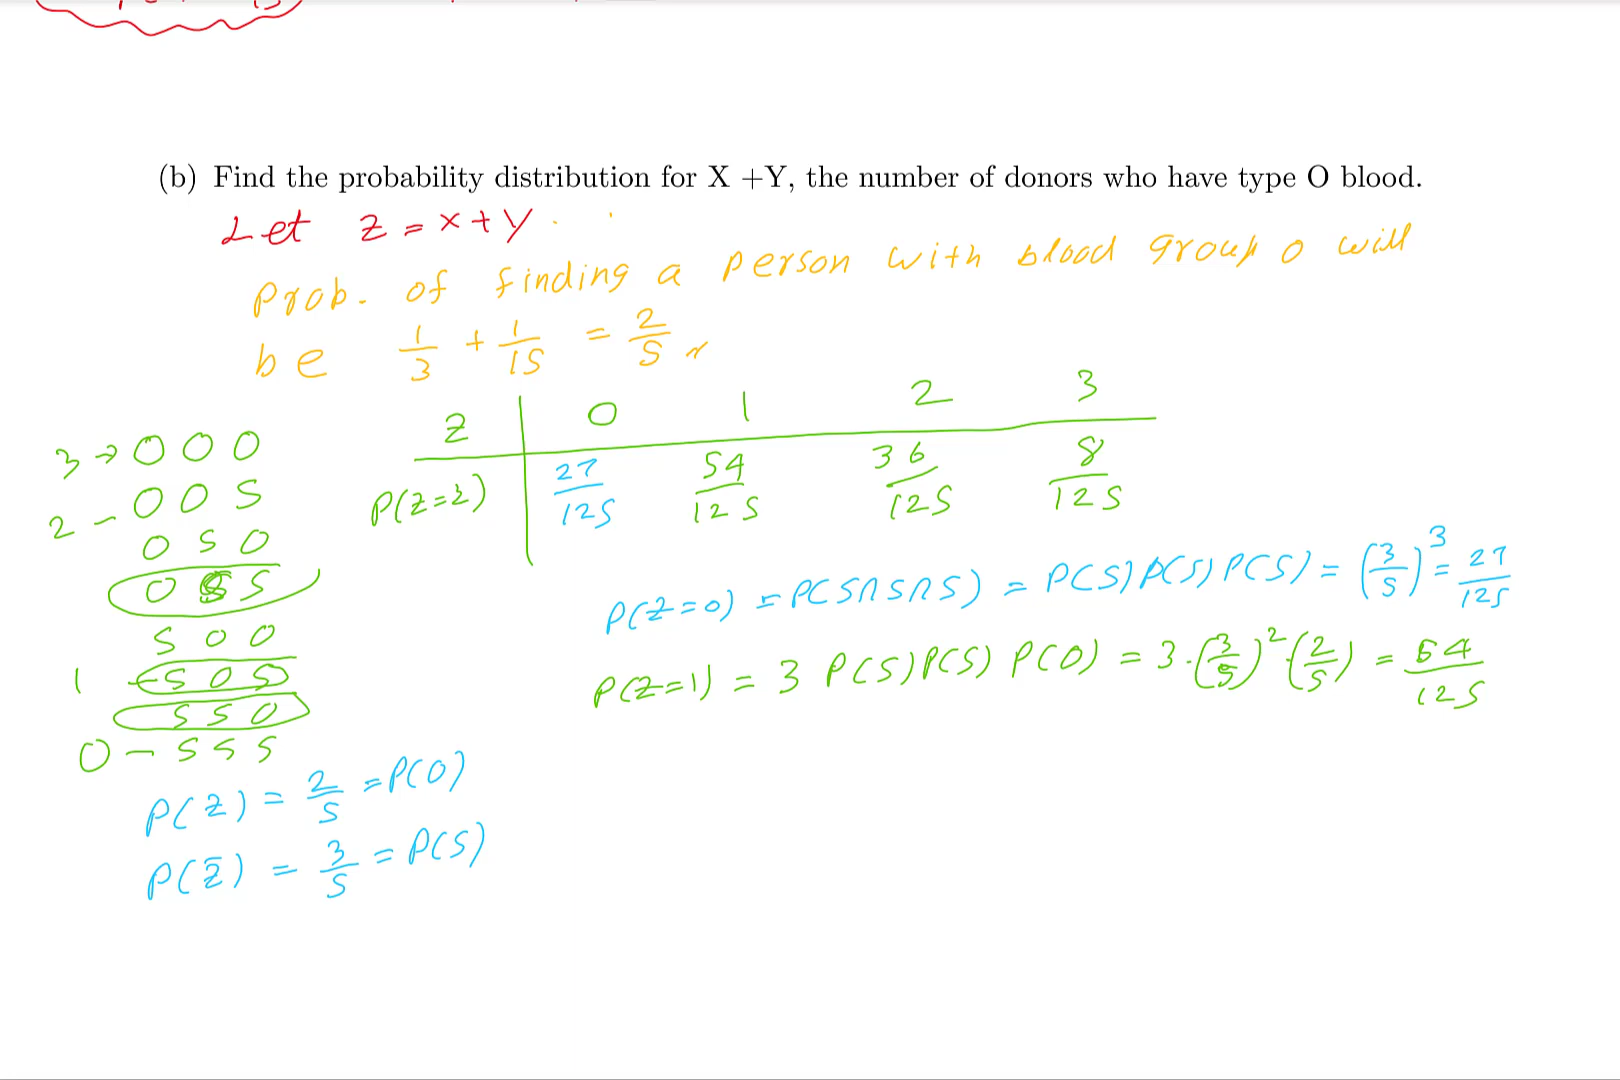 (b) Find the probability distribution for X +Y, the number of donors who have type O blood.
Let Z = X + Y
Prob. of finding a person with blood group O will
be 1/3 + 1/15 = 2/5
Z | 0 1 2 3
P(Z=z) | 27/125 54/125 36/125 8/125
3 → O O O
2 - O O S
O S O
O S S
S O O
1 S O S
S S O
0 - S S S
P(Z=0) = P(S∩S∩S) = P(S) P(S) P(S) = (3/5)^3 = 27/125
P(Z=1) = 3 P(S) P(S) P(O) = 3·(3/5)^2·(2/5) = 54/125
P(Z) = 2/5 = P(O)
P(Z̄) = 3/5 = P(S)